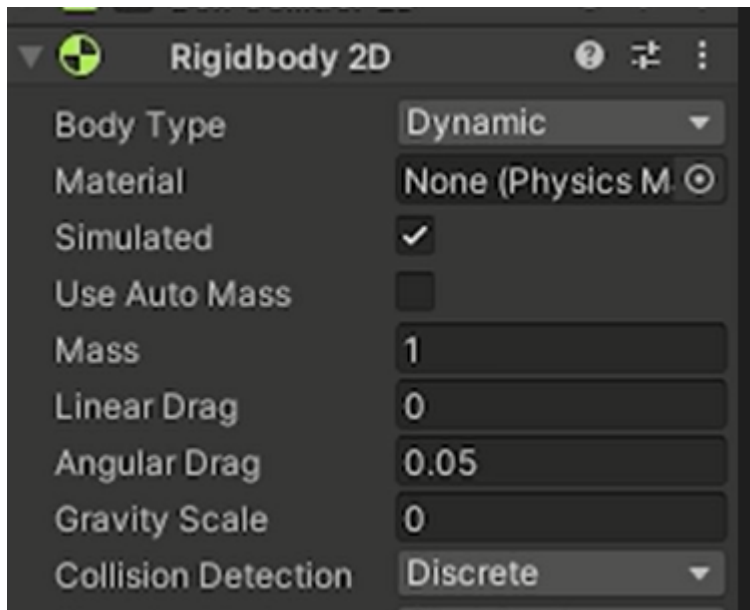 Rigidbody 2D
Body Type Dynamic
Material None (Physics M
Simulated
Use Auto Mass
Mass 1
Linear Drag 0
Angular Drag 0.05
Gravity Scale 0
Collision Detection Discrete